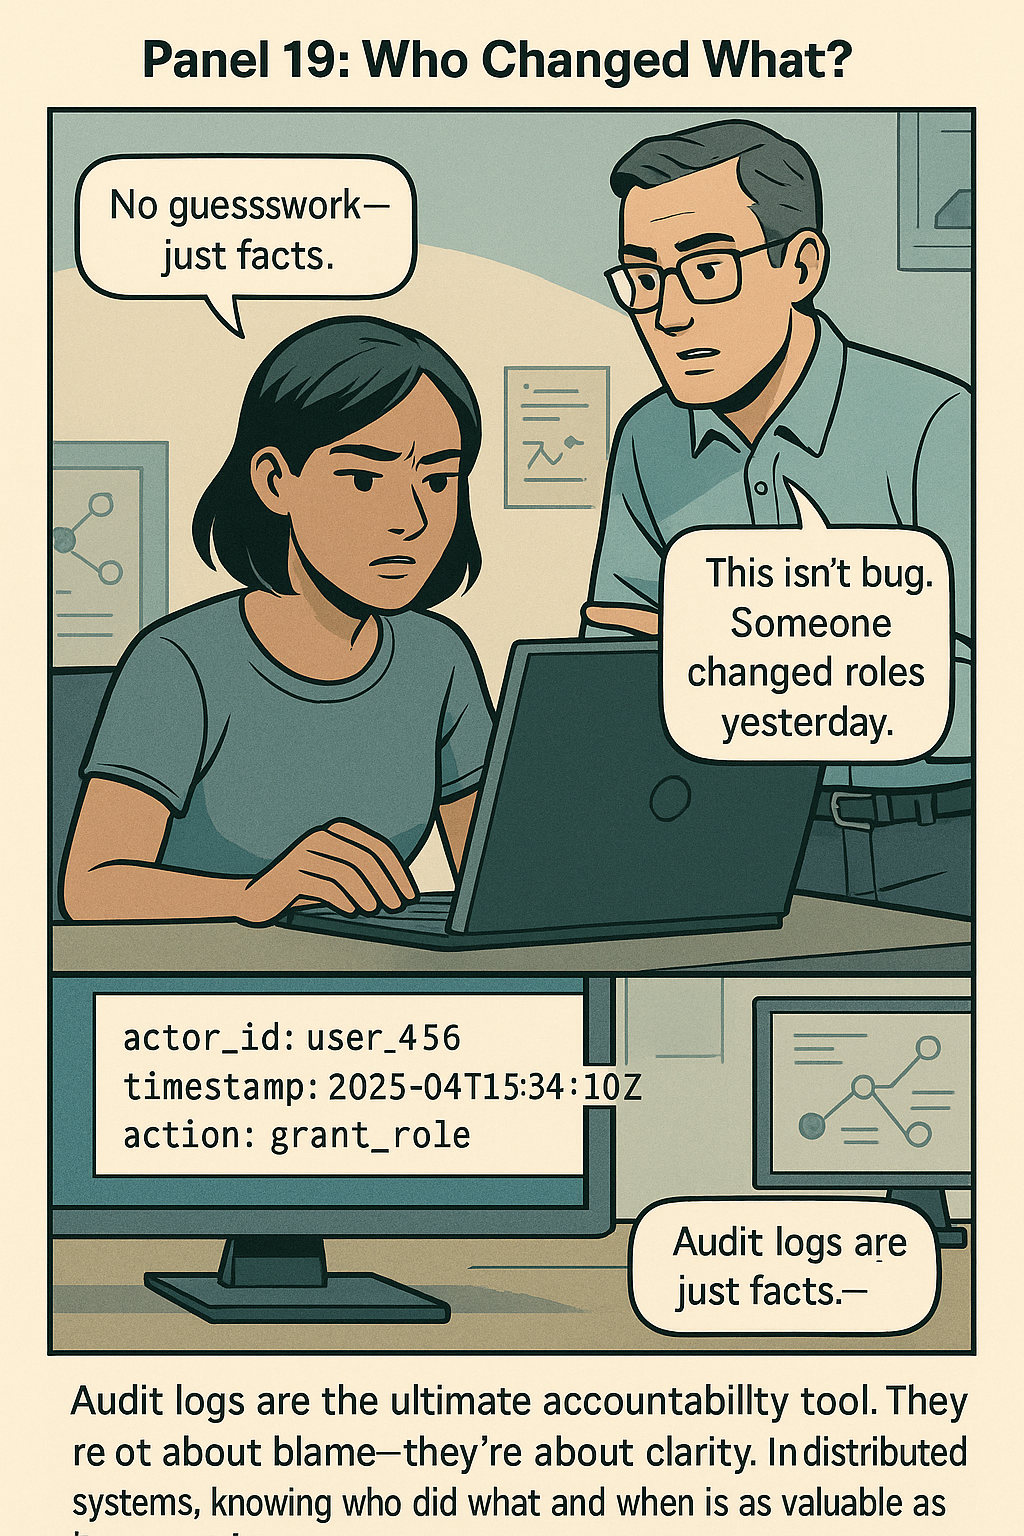 Panel 19: Who Changed What?
No guessswork—
just facts.
This isn't bug.
Someone
changed roles
yesterday.
actor_id: user_456
timestamp: 2025-04T15:34:10Z
action: grant_role
Audit logs are
just facts.—
Audit logs are the ultimate accountabillty tool. They
re ot about blame—they're about clarity. In distributed
systems, knowing who did what and when is as valuable as